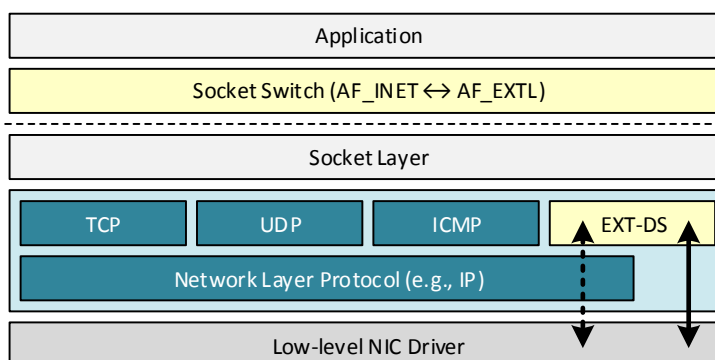 Application
Socket Switch (AF_INET ↔ AF_EXTL)
Socket Layer
TCP UDP ICMP EXT-DS
Network Layer Protocol (e.g., IP)
Low-level NIC Driver